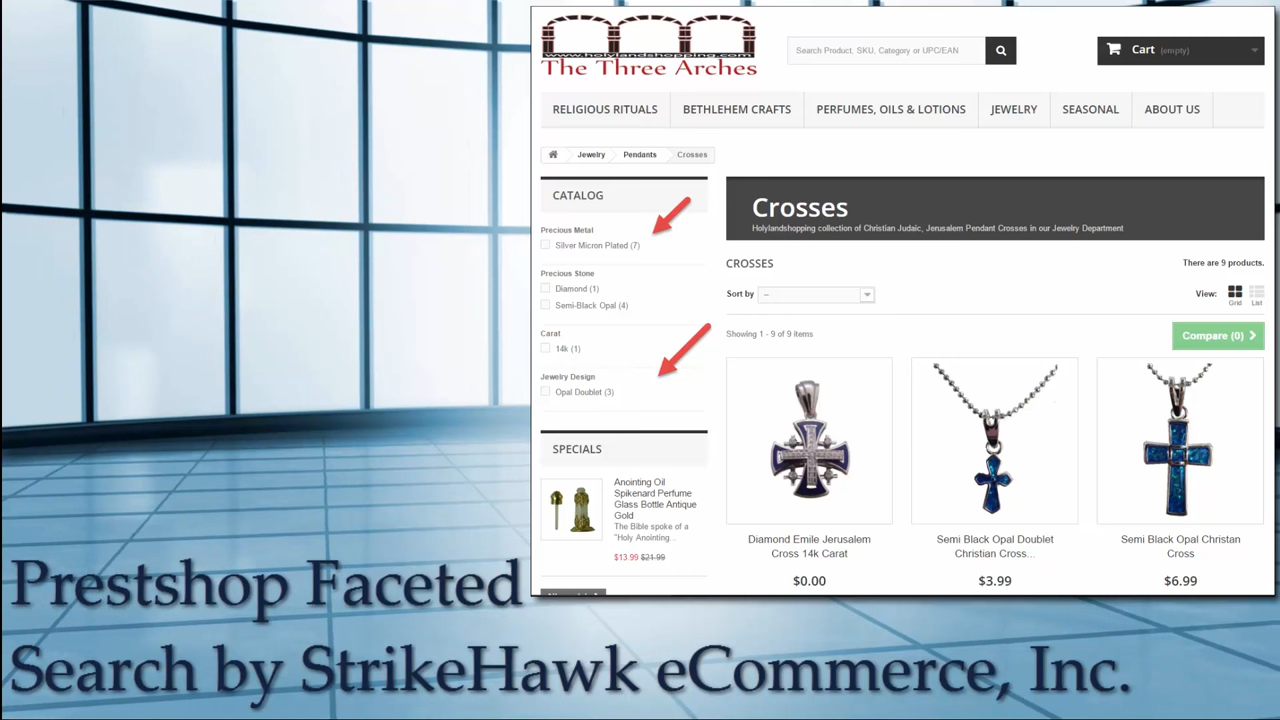 www.holylandshopping.com
The Three Arches
Search Product, SKU, Category or UPC/EAN
Cart (empty)
RELIGIOUS RITUALS
BETHLEHEM CRAFTS
PERFUMES, OILS & LOTIONS
JEWELRY
SEASONAL
ABOUT US
Jewelry
Pendants
Crosses
CATALOG
Precious Metal
Silver Micron Plated (7)
Precious Stone
Diamond (1)
Semi-Black Opal (4)
Carat
14k (1)
Jewelry Design
Opal Doublet (3)
SPECIALS
Anointing Oil
Spikenard Perfume
Glass Bottle Antique
Gold
The Bible spoke of a
"Holy Anointing...
$13.99 $21.99
Crosses
Holylandshopping collection of Christian Judaic, Jerusalem Pendant Crosses in our Jewelry Department
CROSSES
There are 9 products.
Sort by --
View:
Grid
List
Showing 1 - 9 of 9 items
Compare (0)
Diamond Emile Jerusalem
Cross 14k Carat
$0.00
Semi Black Opal Doublet
Christian Cross...
$3.99
Semi Black Opal Christan
Cross
$6.99
Prestshop Faceted
Search by StrikeHawk eCommerce, Inc.